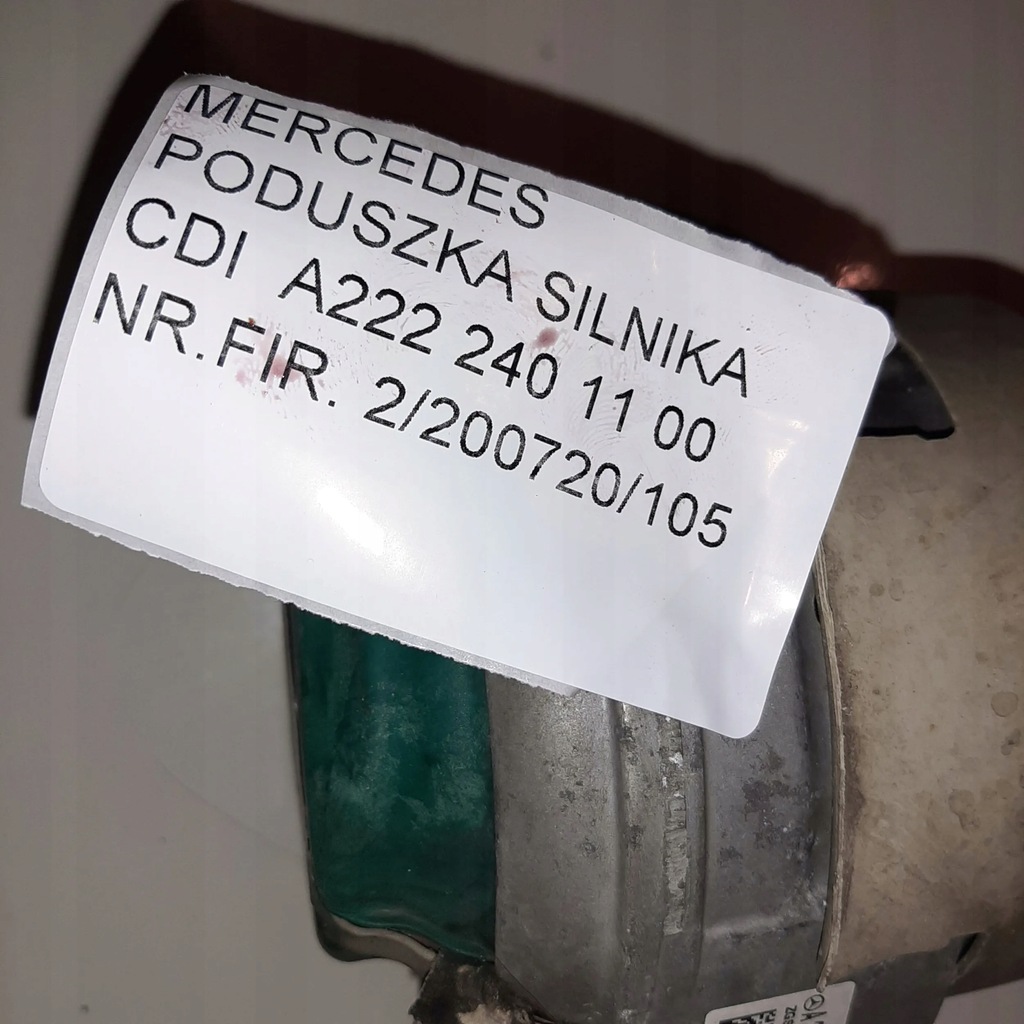 MERCEDES
PODUSZKA SILNIKA
CDI A222 240 11 00
NR.FIR. 2/200720/105
A